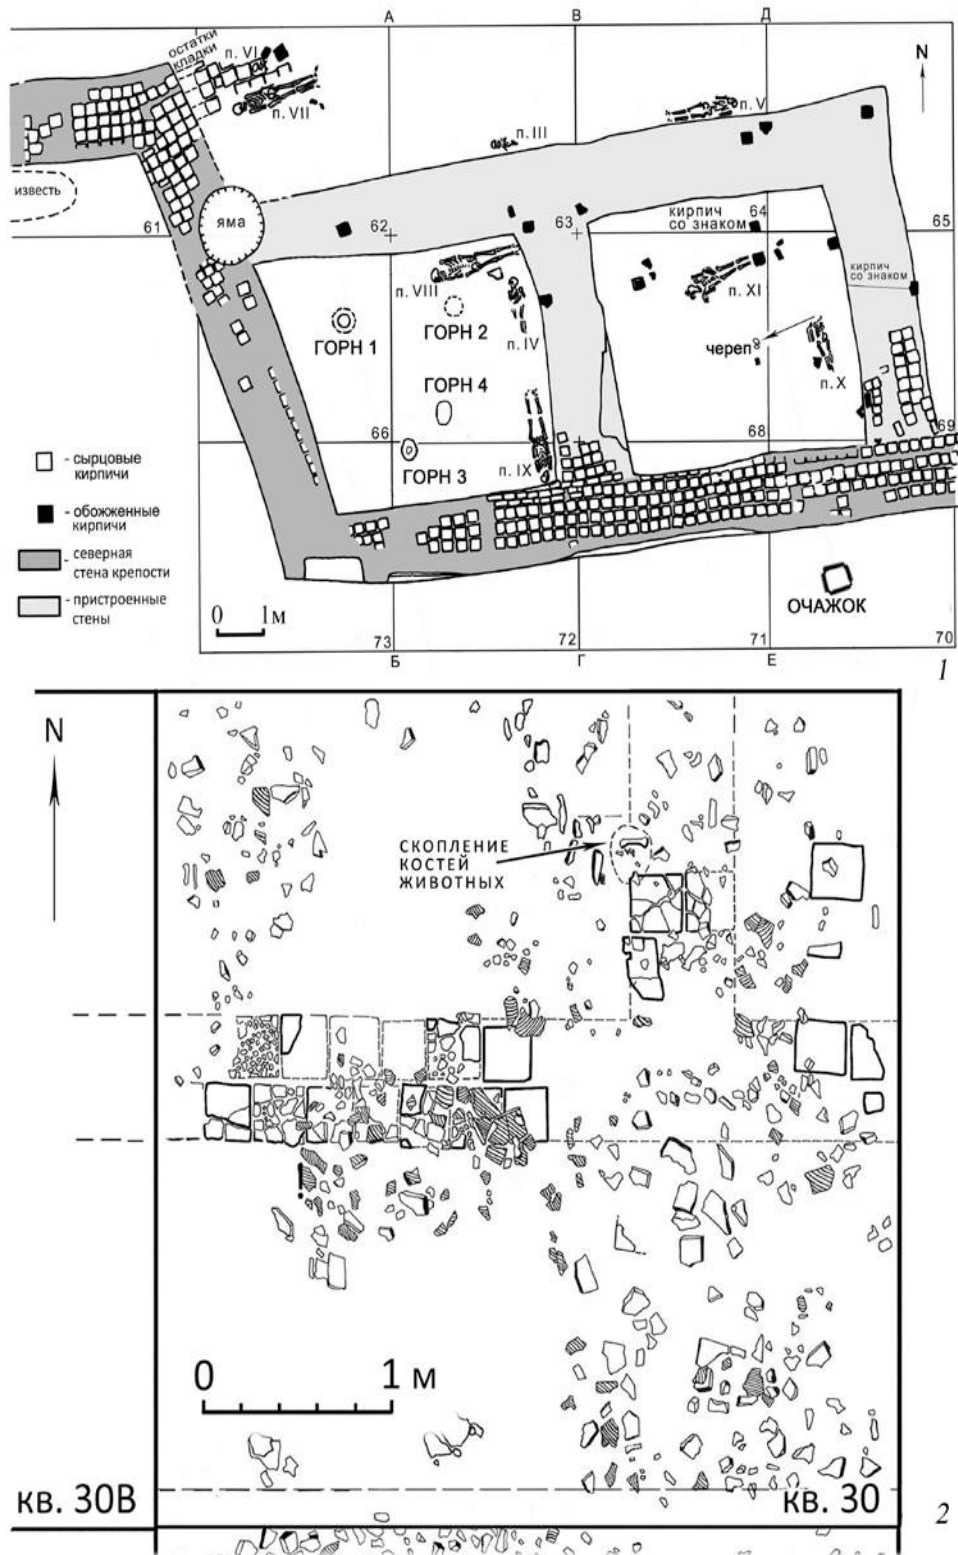 А
В
Д
остатки
кладки
п. VI
п. VII
N
п. V
п. III
известь
яма
61
62
63
кирпич
со знаком
64
65
кирпич
со знаком
п. VIII
п. XI
ГОРН 1
ГОРН 2
п. IV
череп
п. X
ГОРН 4
66
68
69
ГОРН 3
п. IX
- сырцовые
кирпичи
- обожженные
кирпичи
- северная
стена крепости
- пристроенные
стены
0 1м
ОЧАЖОК
73
72
71
70
Б
Г
Е
1
N
СКОПЛЕНИЕ
КОСТЕЙ
ЖИВОТНЫХ
0 1 м
кв. 30В
кв. 30
2